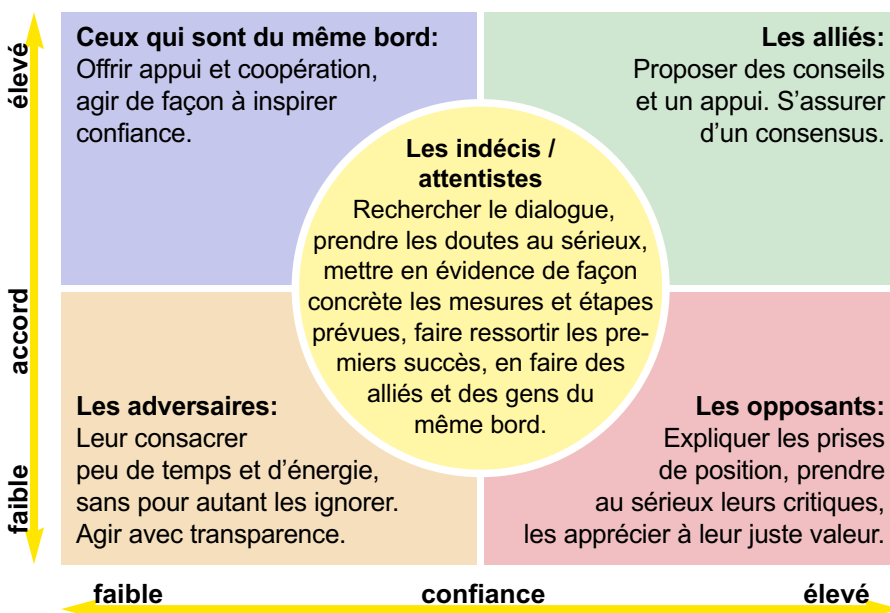 élevé
accord
faible
Ceux qui sont du même bord:
Offrir appui et coopération,
agir de façon à inspirer
confiance.
Les alliés:
Proposer des conseils
et un appui. S’assurer
d’un consensus.
Les indécis /
attentistes
Rechercher le dialogue,
prendre les doutes au sérieux,
mettre en évidence de façon
concrète les mesures et étapes
prévues, faire ressortir les pre-
miers succès, en faire des
alliés et des gens du
même bord.
Les adversaires:
Leur consacrer
peu de temps et d’énergie,
sans pour autant les ignorer.
Agir avec transparence.
Les opposants:
Expliquer les prises
de position, prendre
au sérieux leurs critiques,
les apprécier à leur juste valeur.
faible confiance élevé